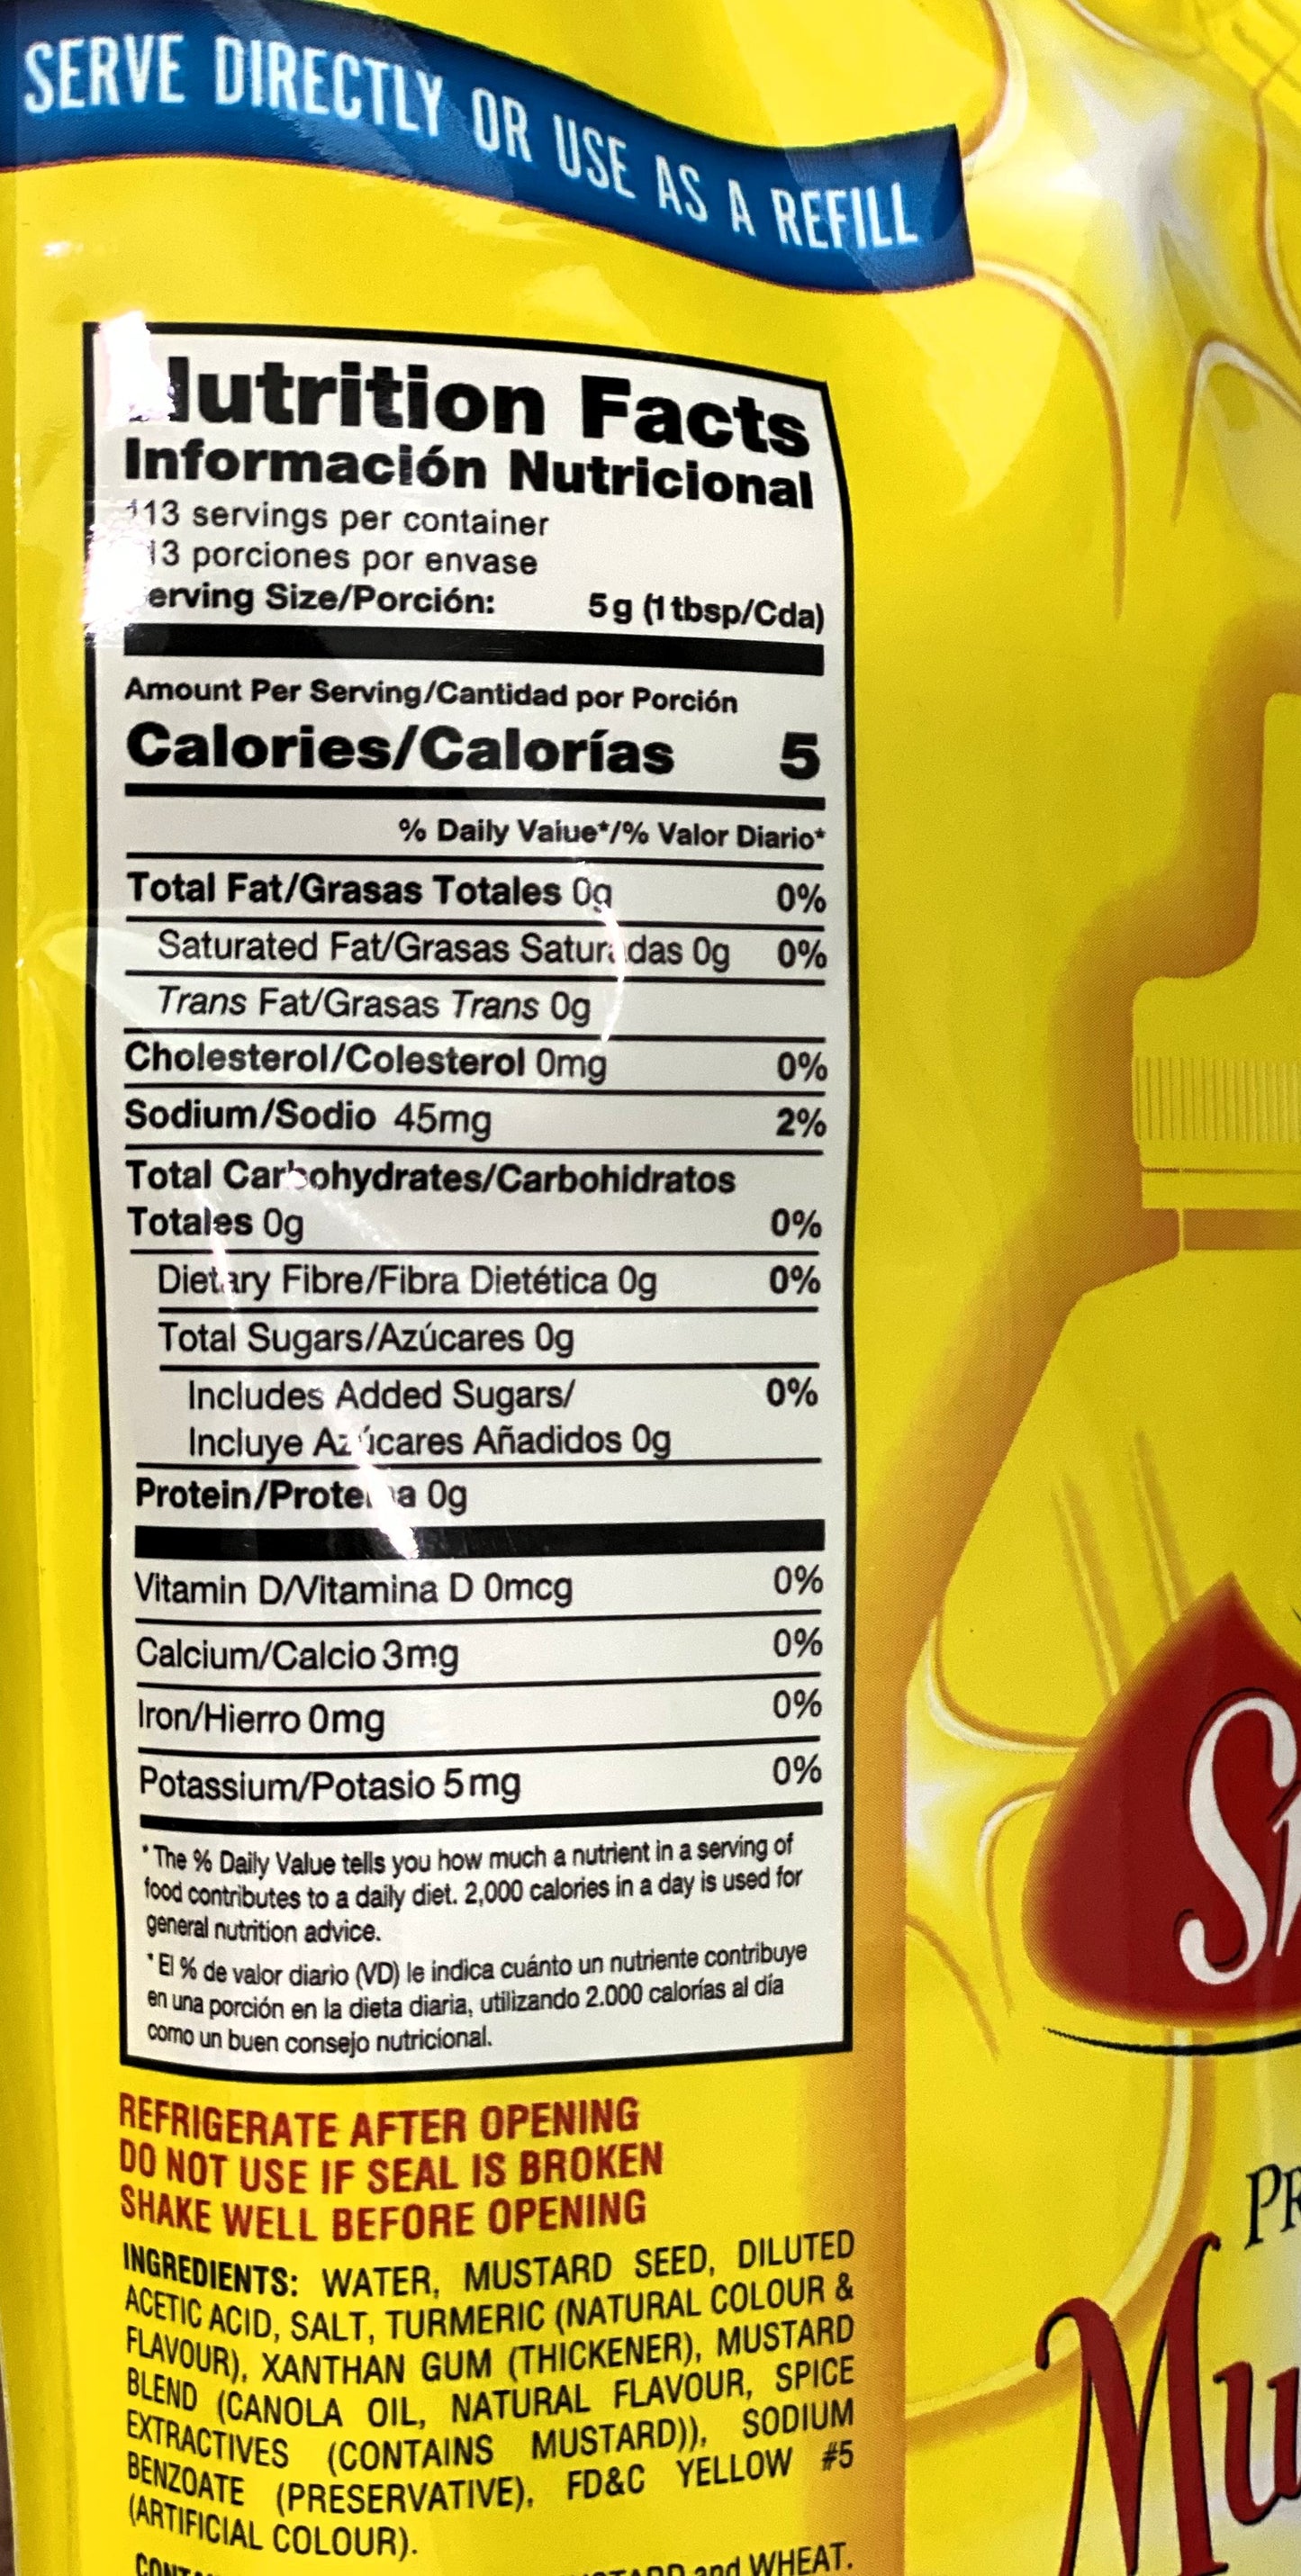 SERVE DIRECTLY OR USE AS A REFILL
Nutrition Facts
Información Nutricional
113 servings per container
13 porciones por envase
erving Size/Porción: 5g (1 tbsp/Cda)
Amount Per Serving/Cantidad por Porción
Calories/Calorías 5
% Daily Value*/% Valor Diario*
Total Fat/Grasas Totales 0g 0%
Saturated Fat/Grasas Saturadas 0g 0%
Trans Fat/Grasas Trans 0g
Cholesterol/Colesterol 0mg 0%
Sodium/Sodio 45mg 2%
Total Carbohydrates/Carbohidratos
Totales 0g 0%
Dietary Fibre/Fibra Dietética 0g 0%
Total Sugars/Azúcares 0g
Includes Added Sugars/ 0%
Incluye Azúcares Añadidos 0g
Protein/Proteina 0g
Vitamin D/Vitamina D 0mcg 0%
Calcium/Calcio 3mg 0%
Iron/Hierro 0mg 0%
Potassium/Potasio 5mg 0%
*The % Daily Value tells you how much a nutrient in a serving of
food contributes to a daily diet. 2,000 calories in a day is used for
general nutrition advice.
*El % de valor diario (VD) le indica cuánto un nutriente contribuye
en una porción en la dieta diaria, utilizando 2.000 calorías al día
como un buen consejo nutricional.
REFRIGERATE AFTER OPENING
DO NOT USE IF SEAL IS BROKEN
SHAKE WELL BEFORE OPENING
INGREDIENTS: WATER, MUSTARD SEED, DILUTED
ACETIC ACID, SALT, TURMERIC (NATURAL COLOUR &
FLAVOUR), XANTHAN GUM (THICKENER), MUSTARD
BLEND (CANOLA OIL, NATURAL FLAVOUR, SPICE
EXTRACTIVES (CONTAINS MUSTARD)), SODIUM
BENZOATE (PRESERVATIVE), FD&C YELLOW #5
(ARTIFICIAL COLOUR).
and WHEAT.
PR
Mu